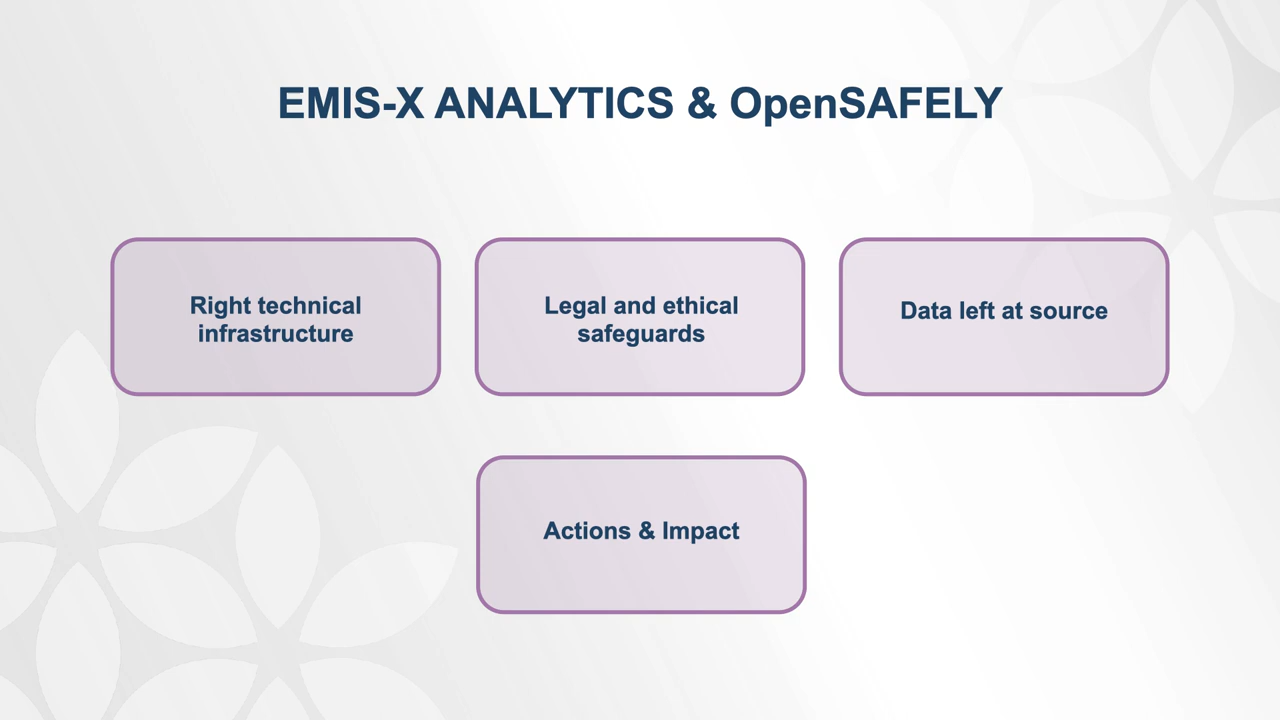 EMIS-X ANALYTICS & OpenSAFELY
Right technical
infrastructure
Legal and ethical
safeguards
Data left at source
Actions & Impact